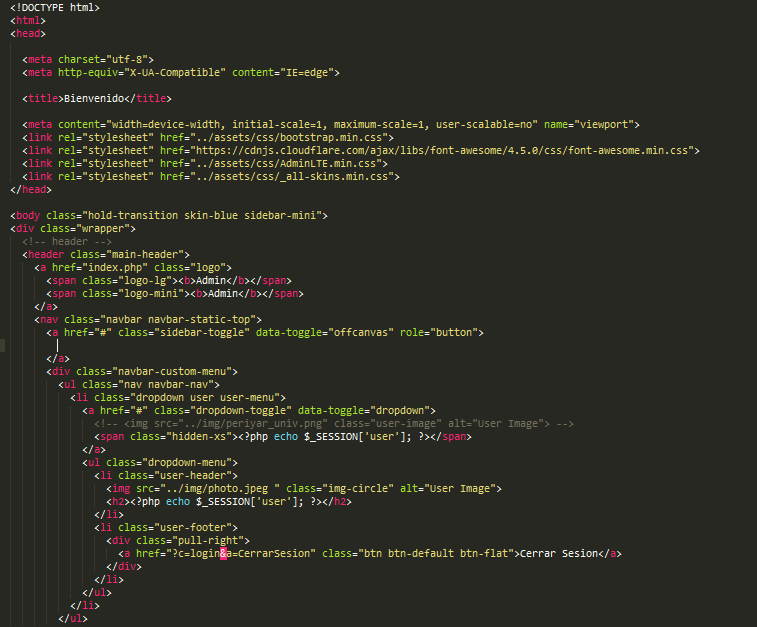 <!DOCTYPE html>
<html>
<head>
<meta charset="utf-8">
<meta http-equiv="X-UA-Compatible" content="IE=edge">
<title>Bienvenido</title>
<meta content="width=device-width, initial-scale=1, maximum-scale=1, user-scalable=no" name="viewport">
<link rel="stylesheet" href="../assets/css/bootstrap.min.css">
<link rel="stylesheet" href="https://cdnjs.cloudflare.com/ajax/libs/font-awesome/4.5.0/css/font-awesome.min.css">
<link rel="stylesheet" href="../assets/css/AdminLTE.min.css">
<link rel="stylesheet" href="../assets/css/_all-skins.min.css">
</head>
<body class="hold-transition skin-blue sidebar-mini">
<div class="wrapper">
<!-- header -->
<header class="main-header">
<a href="index.php" class="logo">
<span class="logo-lg"><b>Admin</b></span>
<span class="logo-mini"><b>Admin</b></span>
</a>
<nav class="navbar navbar-static-top">
<a href="#" class="sidebar-toggle" data-toggle="offcanvas" role="button">
</a>
<div class="navbar-custom-menu">
<ul class="nav navbar-nav">
<li class="dropdown user user-menu">
<a href="#" class="dropdown-toggle" data-toggle="dropdown">
<!-- <img src="../img/periyar_univ.png" class="user-image" alt="User Image"> -->
<span class="hidden-xs"><?php echo $_SESSION['user']; ?></span>
</a>
<ul class="dropdown-menu">
<li class="user-header">
<img src="../img/photo.jpeg " class="img-circle" alt="User Image">
<h2><?php echo $_SESSION['user']; ?></h2>
</li>
<li class="user-footer">
<div class="pull-right">
<a href="?c=login&a=CerrarSesion" class="btn btn-default btn-flat">Cerrar Sesion</a>
</div>
</li>
</ul>
</li>
</ul>